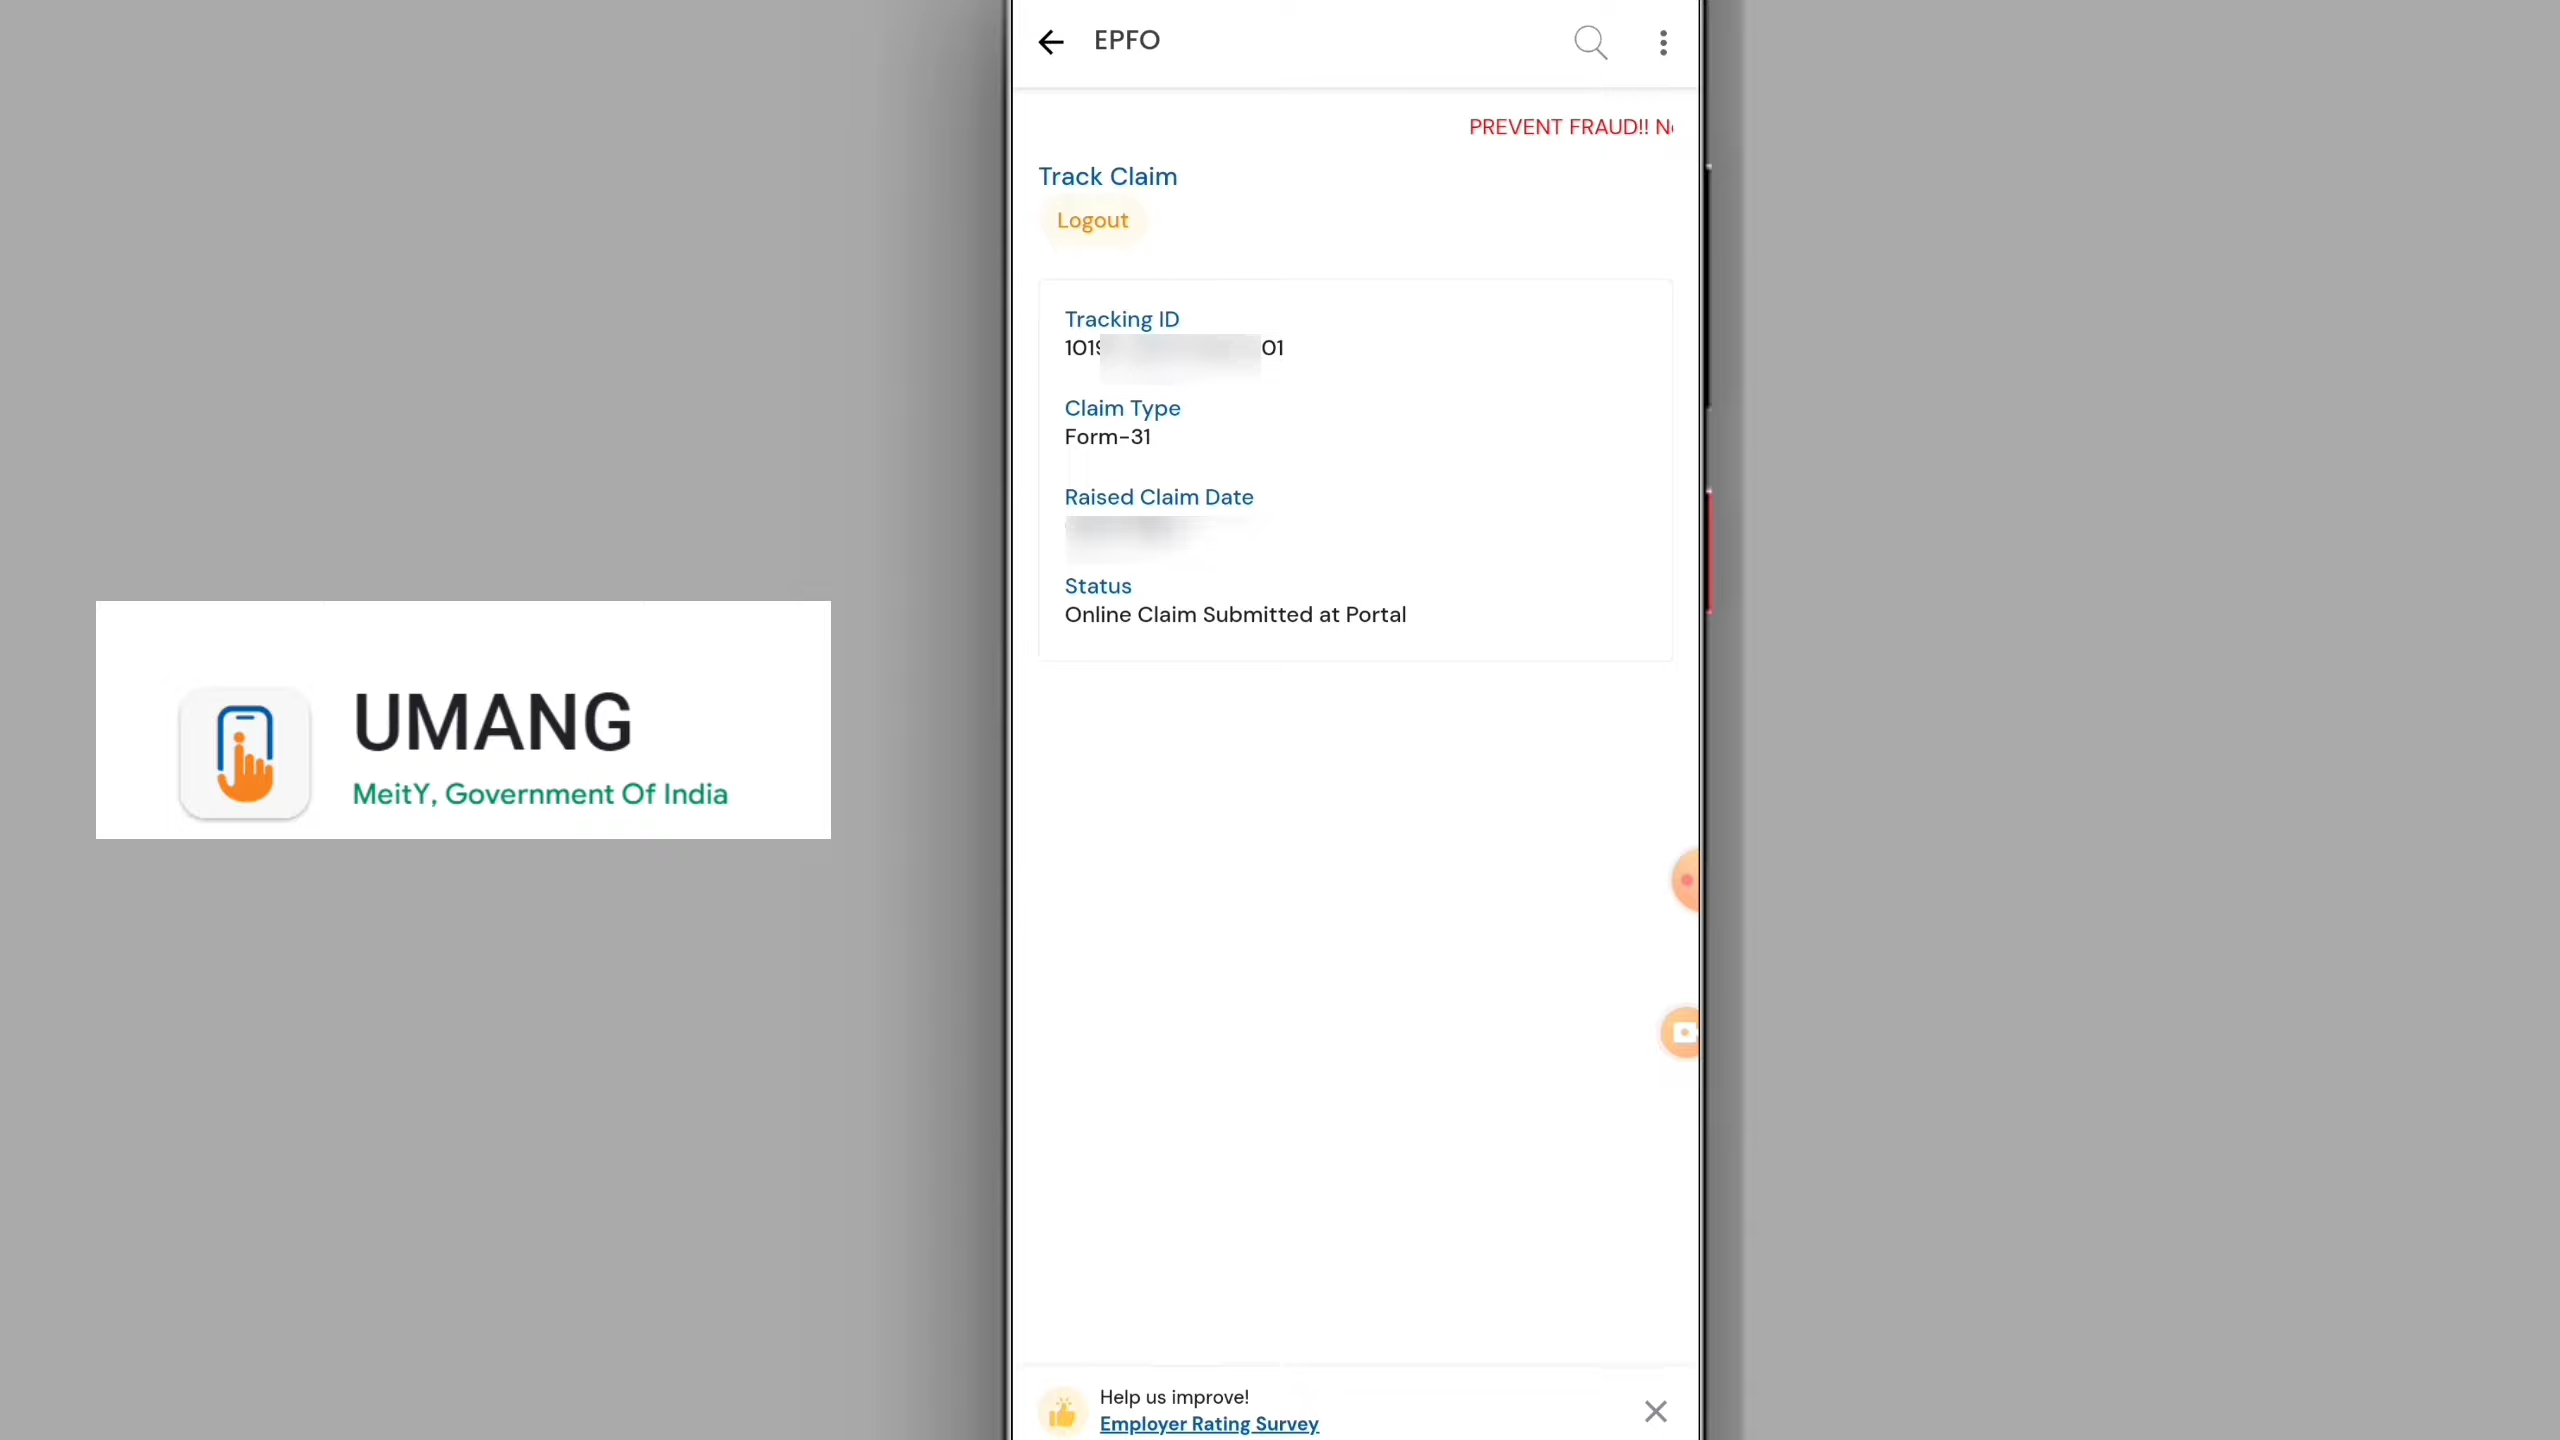 EPFO
PREVENT FRAUD!!
Track Claim
Logout
Tracking ID
Claim Type
Form-31
Raised Claim Date
Status
Online Claim Submitted at Portal
UMANG
MeitY, Government Of India
Help us improve!
Employer Rating Survey